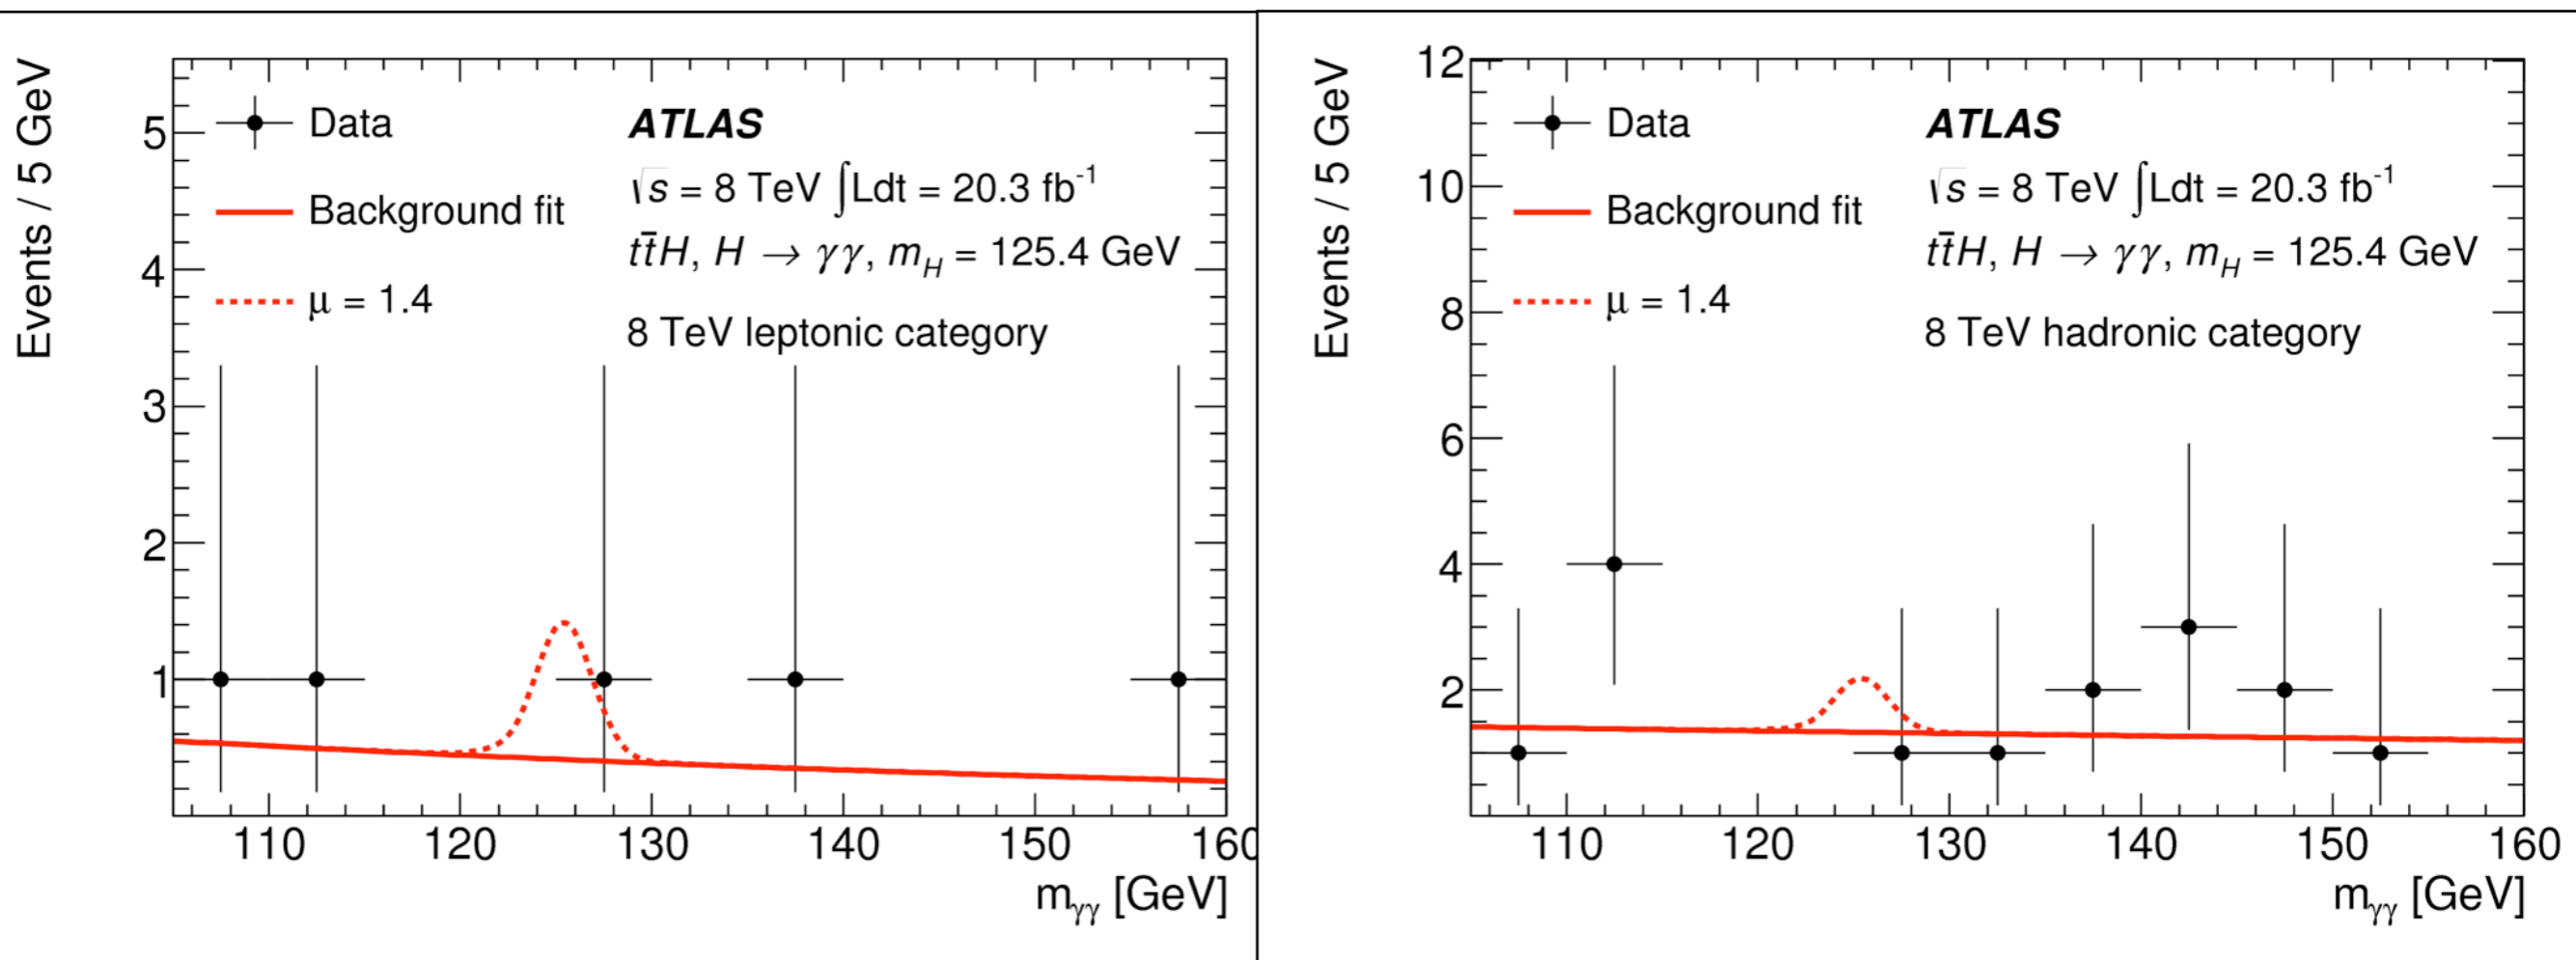 Events / 5 GeV
5
4
3
2
1
Data
Background fit
μ = 1.4
ATLAS
√s = 8 TeV ∫Ldt = 20.3 fb⁻¹
tt̄H, H → γγ, m_H = 125.4 GeV
8 TeV leptonic category
110 120 130 140 150 160
m_γγ [GeV]
Events / 5 GeV
12
10
8
6
4
2
Data
Background fit
μ = 1.4
ATLAS
√s = 8 TeV ∫Ldt = 20.3 fb⁻¹
tt̄H, H → γγ, m_H = 125.4 GeV
8 TeV hadronic category
110 120 130 140 150 160
m_γγ [GeV]